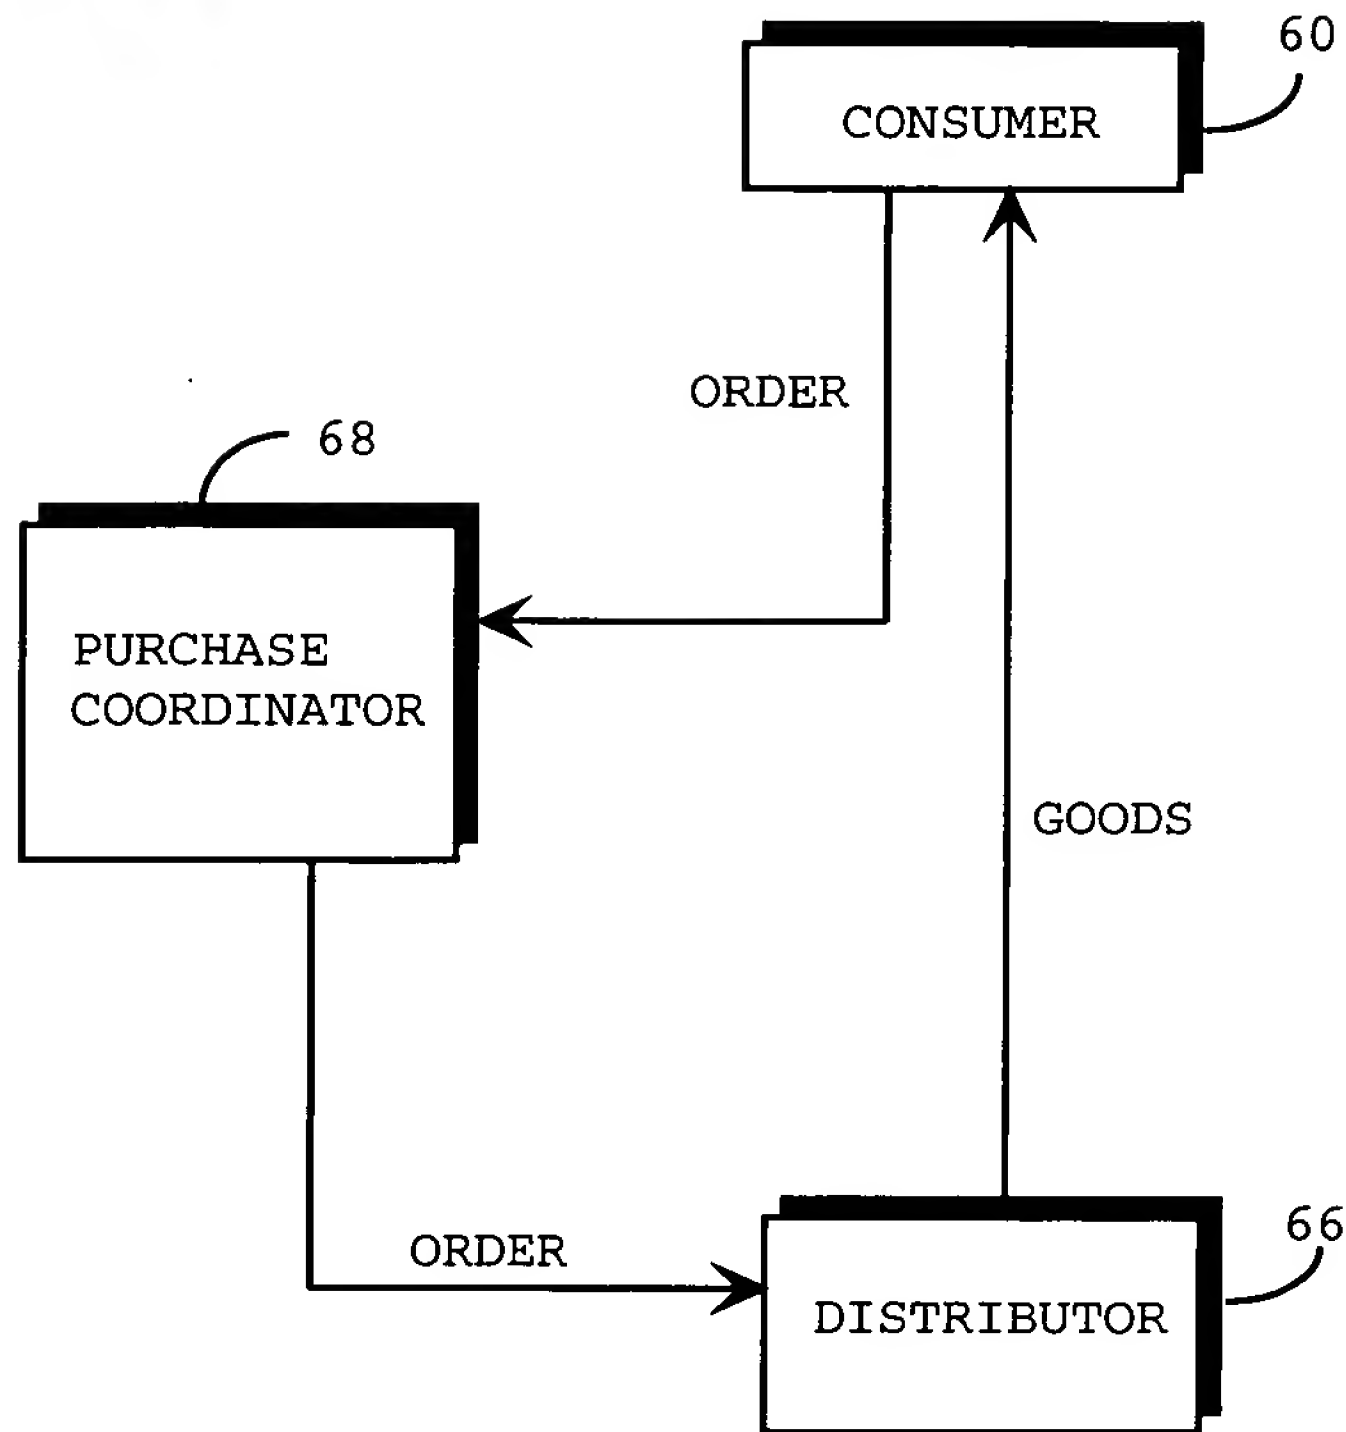 60
CONSUMER
ORDER
68
PURCHASE
COORDINATOR
GOODS
ORDER
66
DISTRIBUTOR